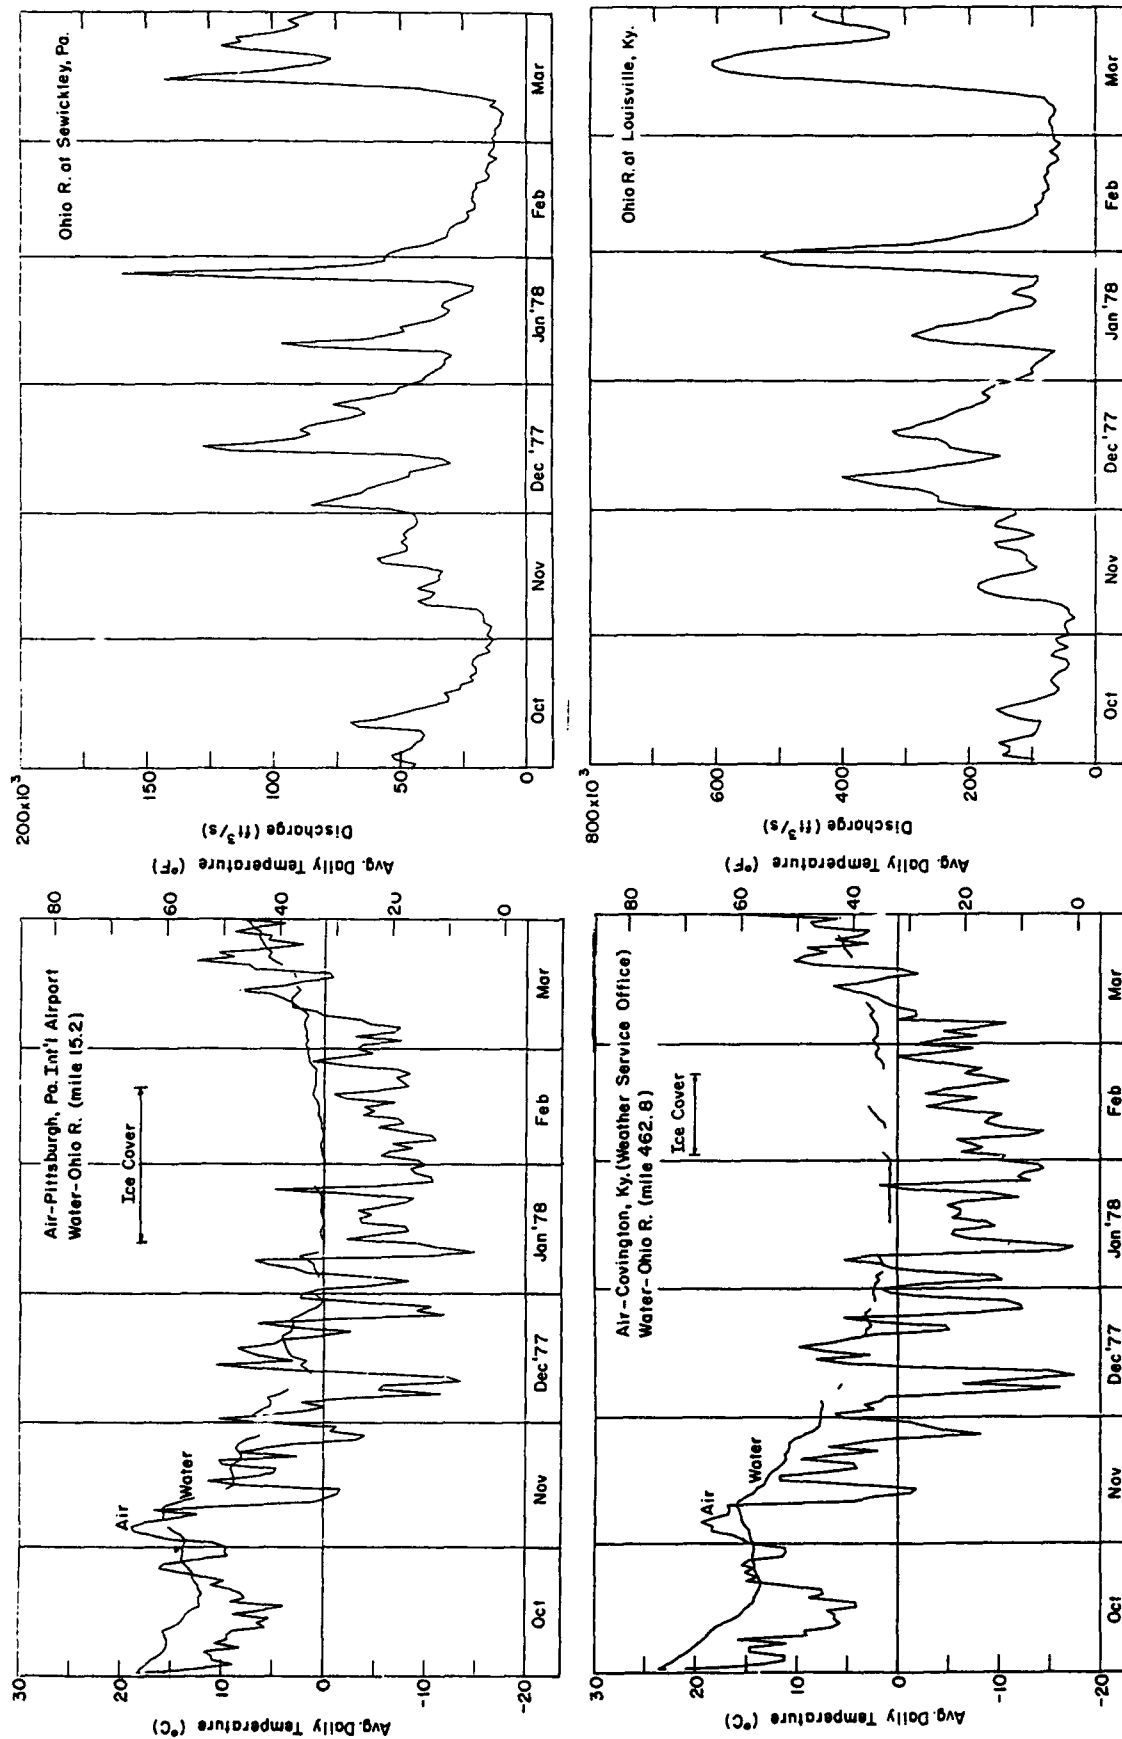 Air-Pittsburgh, Pa. Int'l Airport
Water-Ohio R. (mile 15.2)
Ice Cover
Air
Water
Avg. Daily Temperature (°C)
30
20
10
0
-10
-20
Avg. Daily Temperature (°F)
80
60
40
20
0
Oct
Nov
Dec '77
Jan '78
Feb
Mar
Ohio R. at Sewickley, Pa.
Discharge (ft³/s)
200x10³
150
100
50
0
Oct
Nov
Dec '77
Jan '78
Feb
Mar
Air-Covington, Ky. (Weather Service Office)
Water-Ohio R. (mile 462.8)
Ice Cover
Air
Water
Avg. Daily Temperature (°C)
30
20
10
0
-10
-20
Avg. Daily Temperature (°F)
80
60
40
20
0
Oct
Nov
Dec '77
Jan '78
Feb
Mar
Ohio R. at Louisville, Ky.
Discharge (ft³/s)
800x10³
600
400
200
0
Oct
Nov
Dec '77
Jan '78
Feb
Mar